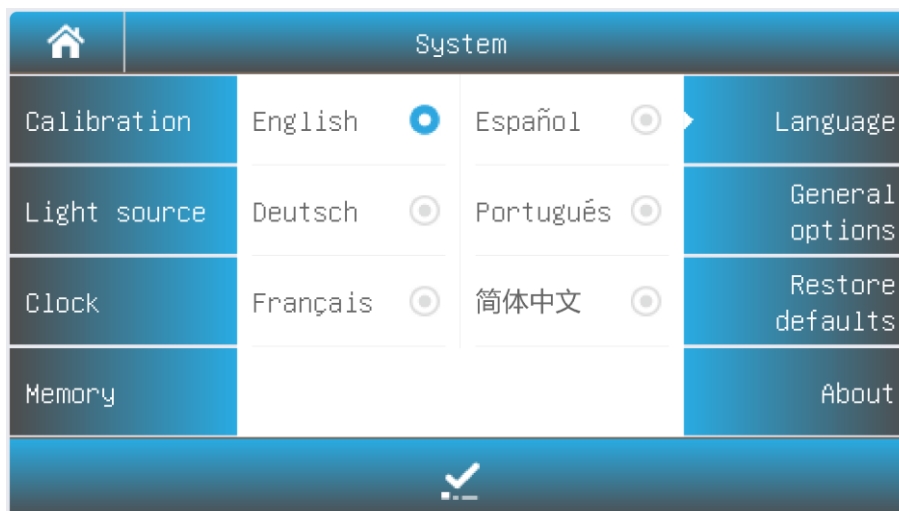 System
Calibration
English
Español
Language
Light source
Deutsch
Portugués
General
options
Clock
Français
简体中文
Restore
defaults
Memory
About